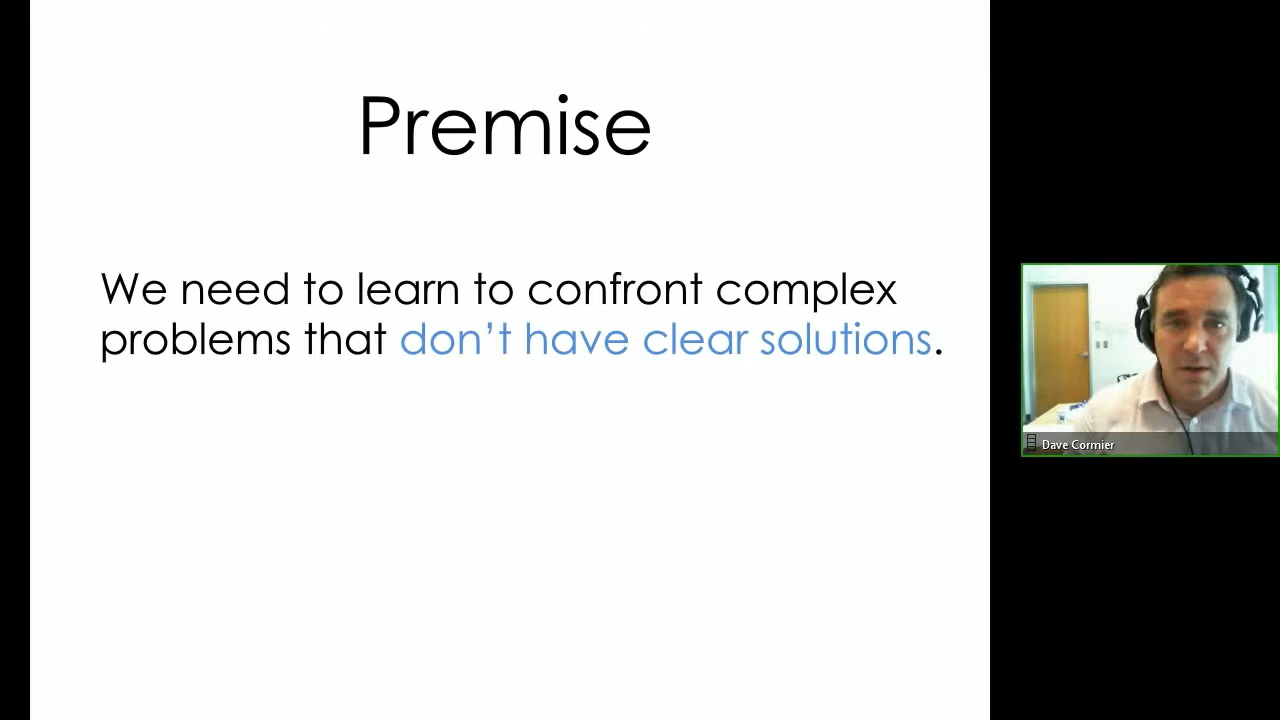 Premise
We need to learn to confront complex
problems that don’t have clear solutions.
Dave Cormier